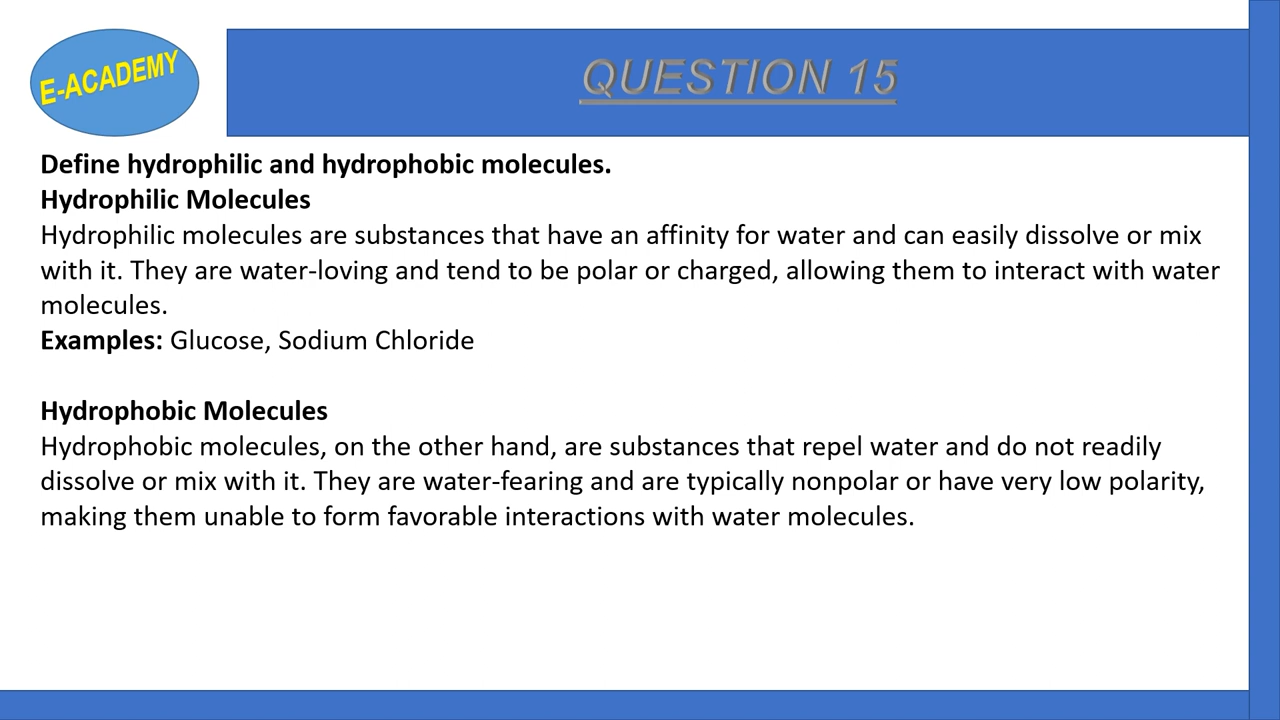 E-ACADEMY
QUESTION 15
Define hydrophilic and hydrophobic molecules.
Hydrophilic Molecules
Hydrophilic molecules are substances that have an affinity for water and can easily dissolve or mix
with it. They are water-loving and tend to be polar or charged, allowing them to interact with water
molecules.
Examples: Glucose, Sodium Chloride
Hydrophobic Molecules
Hydrophobic molecules, on the other hand, are substances that repel water and do not readily
dissolve or mix with it. They are water-fearing and are typically nonpolar or have very low polarity,
making them unable to form favorable interactions with water molecules.